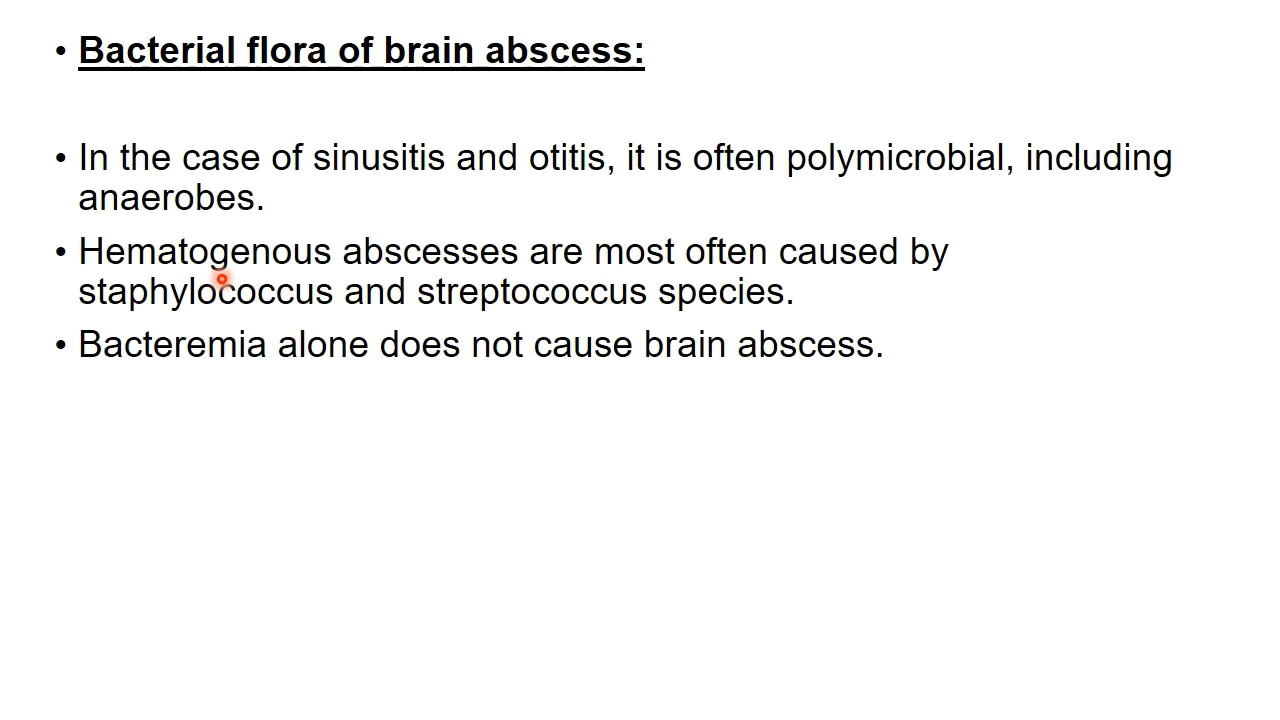 • Bacterial flora of brain abscess:
• In the case of sinusitis and otitis, it is often polymicrobial, including
anaerobes.
• Hematogenous abscesses are most often caused by
staphylococcus and streptococcus species.
• Bacteremia alone does not cause brain abscess.